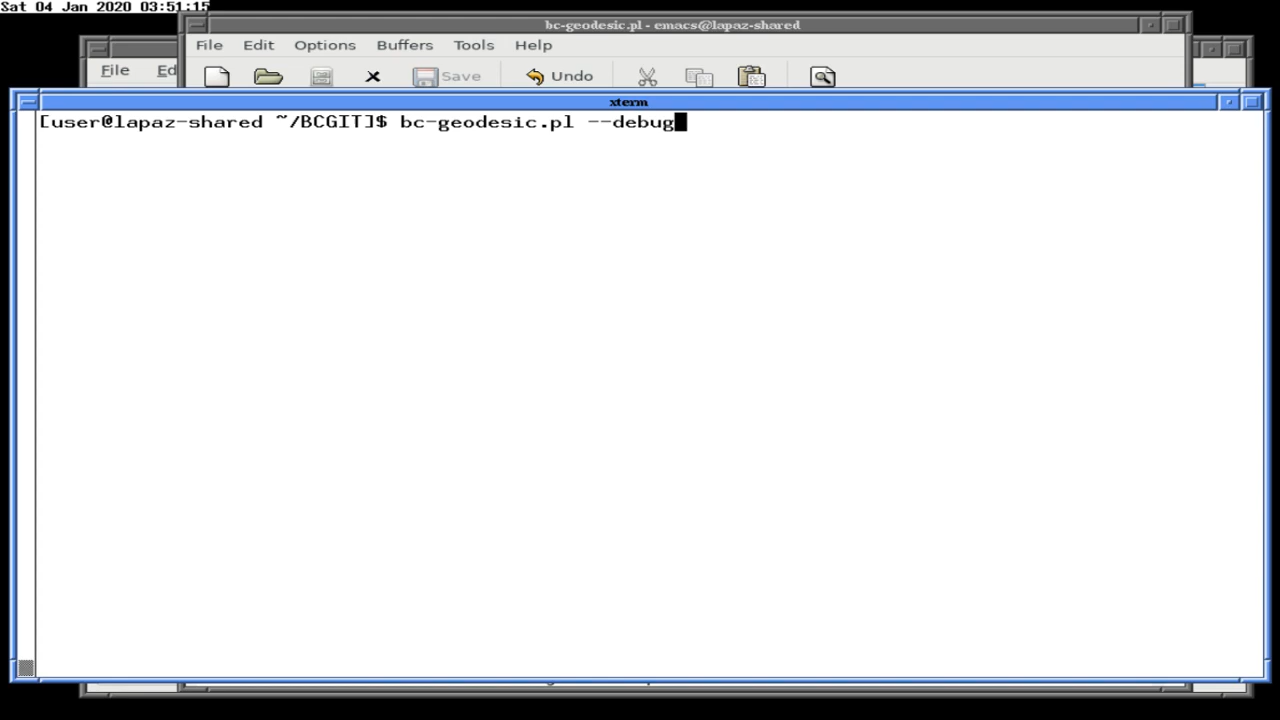 Sat 04 Jan 2020 03:51:15
bc-geodesic.pl - emacs@lapaz-shared
File Edit Options Buffers Tools Help
File Ed
Save Undo
xterm
[user@lapaz-shared ~/BCGIT]$ bc-geodesic.pl --debug